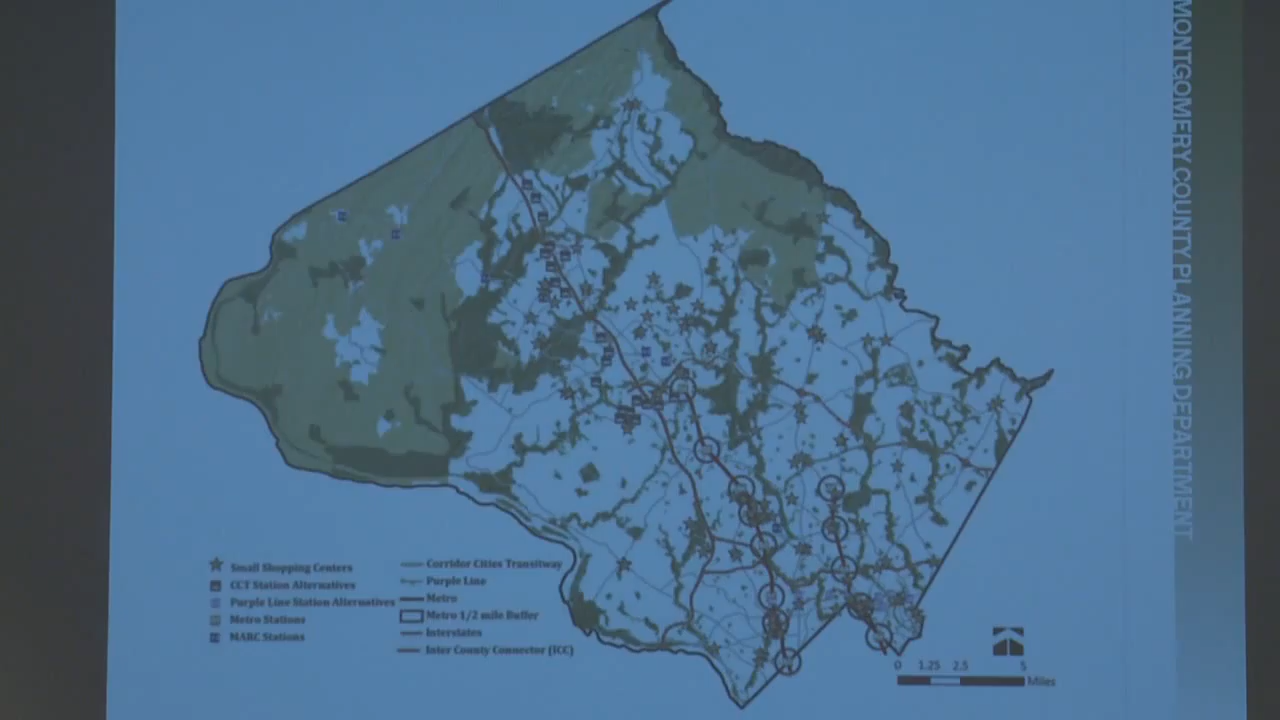 MONTGOMERY COUNTY PLANNING DEPARTMENT
Small Shopping Centers
CCT Station Alternatives
Purple Line Station Alternatives
Metro Stations
MARC Stations
Corridor Cities Transitway
Purple Line
Metro
Metro 1/2 mile Buffer
Interstates
Inter County Connector (ICC)
0 1.25 2.5 5
Miles